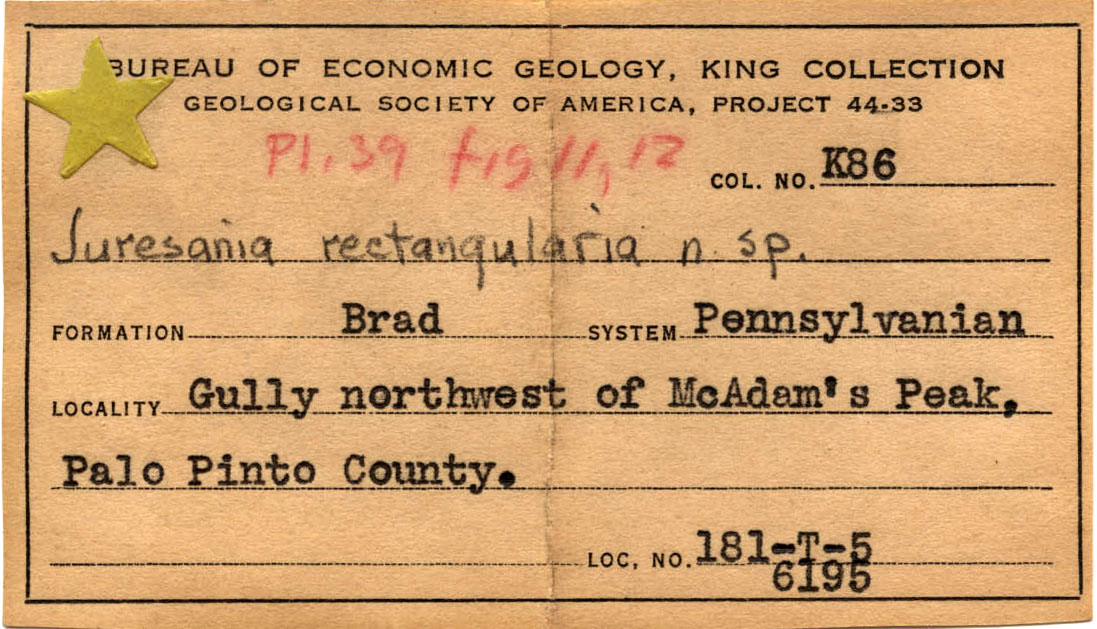 BUREAU OF ECONOMIC GEOLOGY, KING COLLECTION
GEOLOGICAL SOCIETY OF AMERICA, PROJECT 44-33
Pl. 39 fig 11, 12
COL. NO. K86
Juresania rectangularia n. sp.
FORMATION Brad SYSTEM Pennsylvanian
LOCALITY Gully northwest of McAdam's Peak,
Palo Pinto County.
LOC. NO. 181-T-5
6195